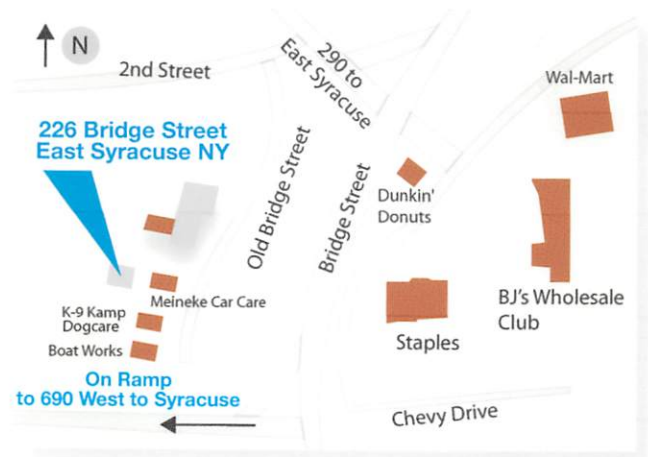 N
2nd Street
290 to
East Syracuse
Wal-Mart
226 Bridge Street
East Syracuse NY
Old Bridge Street
Bridge Street
Dunkin'
Donuts
Meineke Car Care
K-9 Kamp
Dogcare
Boat Works
BJ's Wholesale
Club
Staples
On Ramp
to 690 West to Syracuse
Chevy Drive